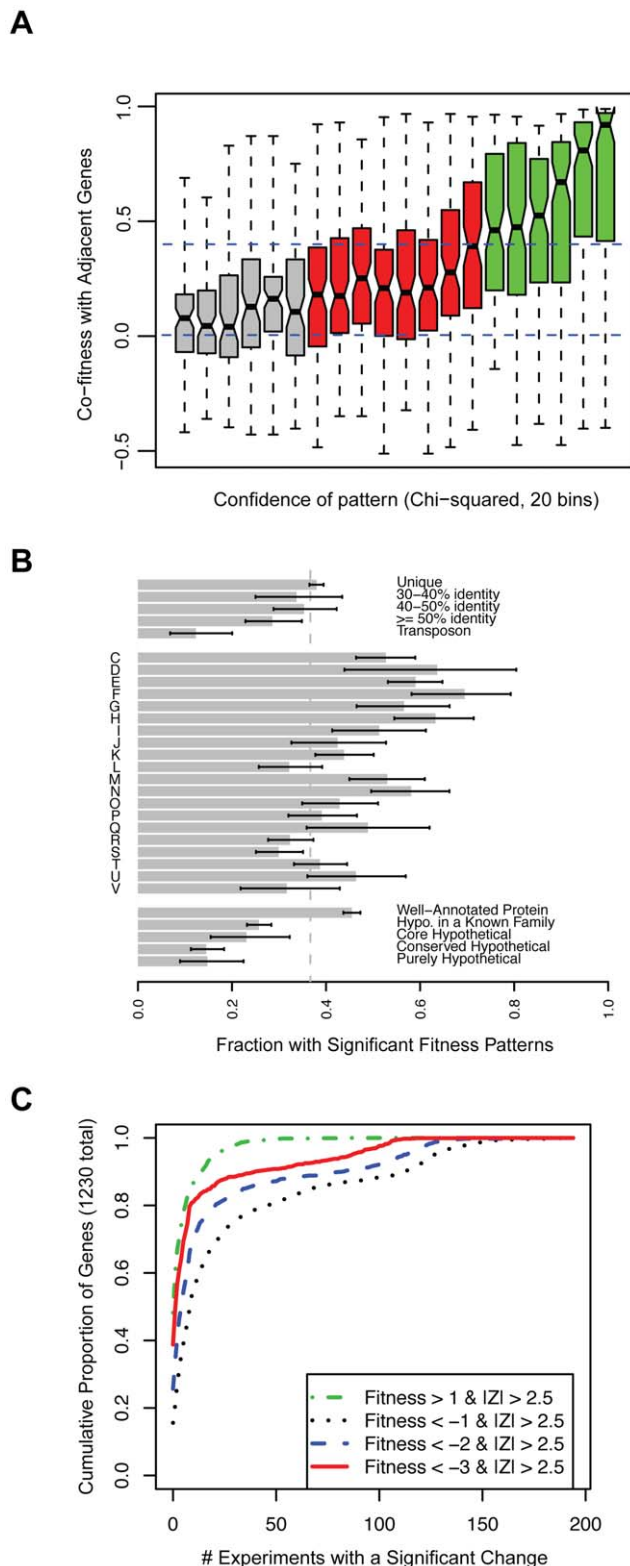 A
Co-fitness with Adjacent Genes
1.0
0.5
0.0
−0.5
Confidence of pattern (Chi−squared, 20 bins)
B
Unique
30−40% identity
40−50% identity
>= 50% identity
Transposon
C
D
E
F
G
H
I
J
K
L
M
N
O
P
Q
R
S
T
U
V
Well−Annotated Protein
Hypo. in a Known Family
Core Hypothetical
Conserved Hypothetical
Purely Hypothetical
0.0 0.2 0.4 0.6 0.8 1.0
Fraction with Significant Fitness Patterns
C
Cumulative Proportion of Genes (1230 total)
1.0
0.8
0.6
0.4
0.2
0.0
Fitness > 1 & |Z| > 2.5
Fitness < −1 & |Z| > 2.5
Fitness < −2 & |Z| > 2.5
Fitness < −3 & |Z| > 2.5
0 50 100 150 200
# Experiments with a Significant Change